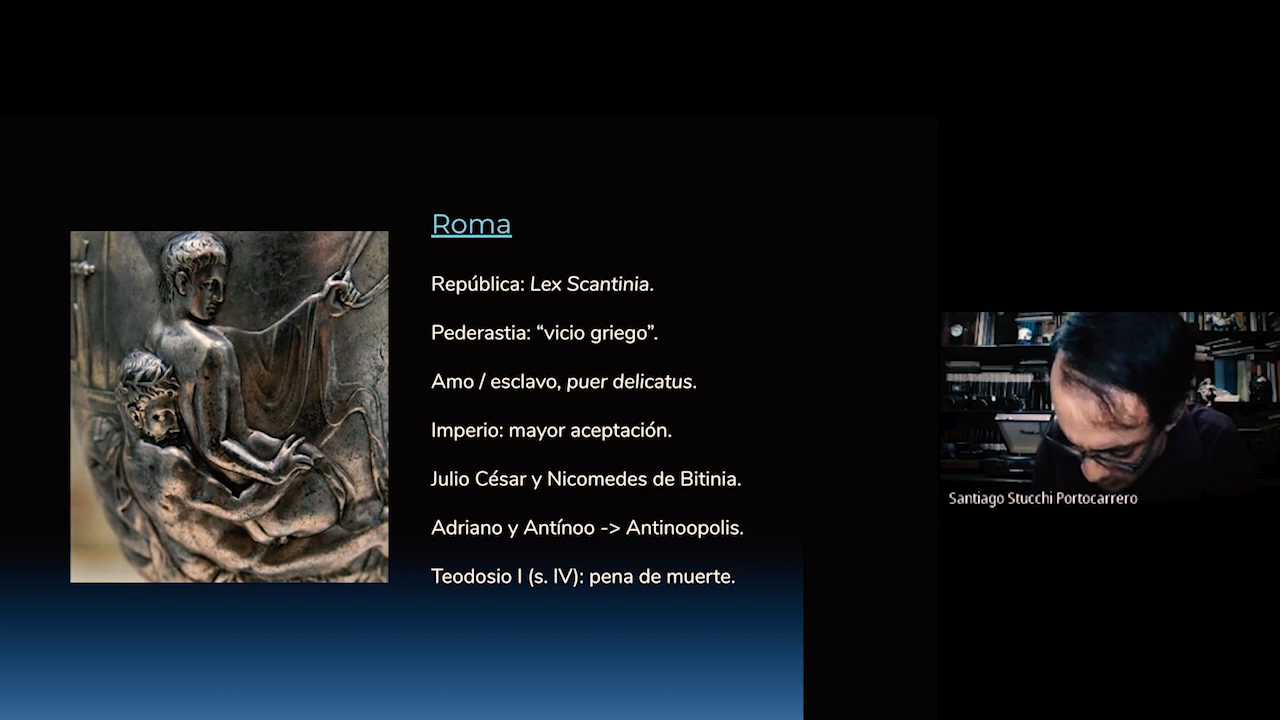 Roma
República: Lex Scantinia.
Pederastia: “vicio griego”.
Amo / esclavo, puer delicatus.
Imperio: mayor aceptación.
Julio César y Nicomedes de Bitinia.
Adriano y Antínoo -> Antinoopolis.
Teodosio I (s. IV): pena de muerte.
Santiago Stucchi Portocarrero